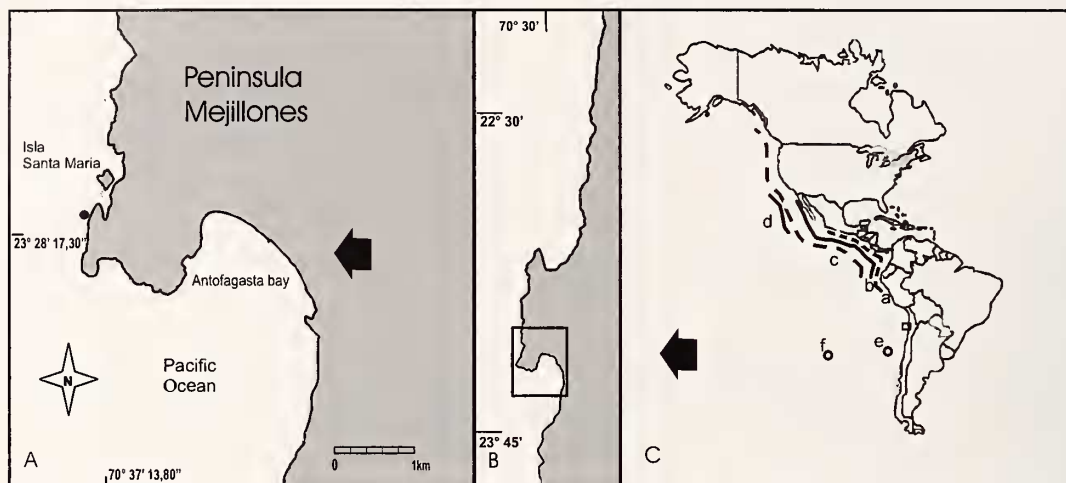 Peninsula
Mejillones
Isla
Santa Maria
23° 28' 17,30"
Antofagasta bay
Pacific
Ocean
N
0 1km
A
70° 37' 13,80"
70° 30'
22° 30'
23° 45'
B
d
c
b
a
f
e
C